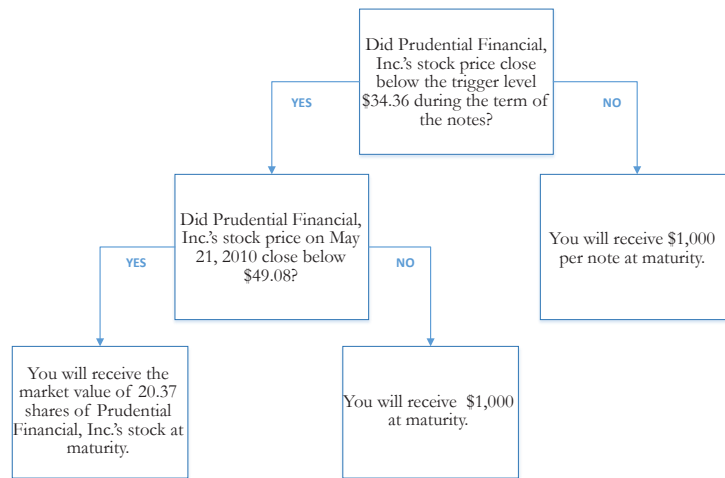 Did Prudential Financial,
Inc.'s stock price close
below the trigger level
$34.36 during the term of
the notes?
YES
NO
Did Prudential Financial,
Inc.'s stock price on May
21, 2010 close below
$49.08?
You will receive $1,000
per note at maturity.
YES
NO
You will receive the
market value of 20.37
shares of Prudential
Financial, Inc.'s stock at
maturity.
You will receive $1,000
at maturity.